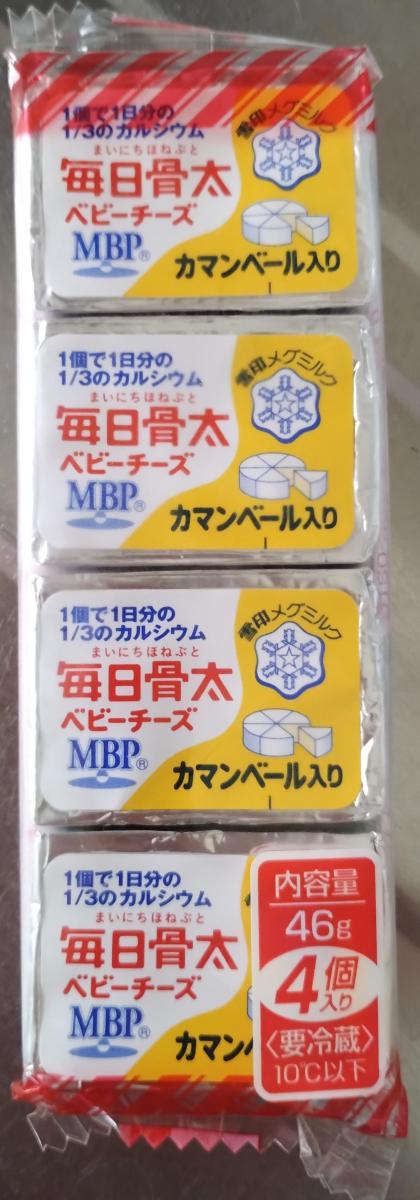 1個で1日分の
1/3のカルシウム
まいにちほねぶと
毎日骨太
ベビーチーズ
MBP®
雪印メグミルク
カマンベール入り
1個で1日分の
1/3のカルシウム
まいにちほねぶと
毎日骨太
ベビーチーズ
MBP®
雪印メグミルク
カマンベール入り
1個で1日分の
1/3のカルシウム
まいにちほねぶと
毎日骨太
ベビーチーズ
MBP®
雪印メグミルク
カマンベール入り
1個で1日分の
1/3のカルシウム
まいにちほねぶと
毎日骨太
ベビーチーズ
MBP®
カマン
内容量
46g
4個入り
〈要冷蔵〉
10℃以下